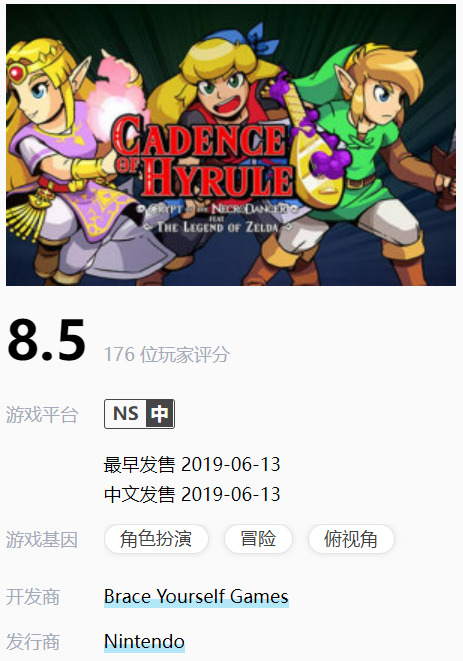 CADENCE
OF HYRULE
CRYPT OF THE NECRODANCER
FEAT
THE LEGEND OF ZELDA
8.5 176 位玩家评分
游戏平台 NS 中
最早发售 2019-06-13
中文发售 2019-06-13
游戏基因 角色扮演 冒险 俯视角
开发商 Brace Yourself Games
发行商 Nintendo